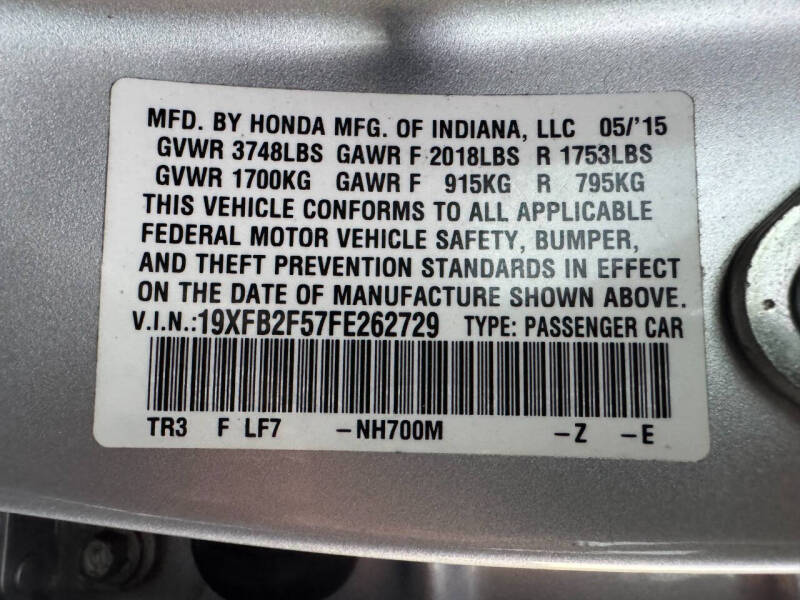 MFD. BY HONDA MFG. OF INDIANA, LLC 05/'15
GVWR 3748LBS GAWR F 2018LBS R 1753LBS
GVWR 1700KG GAWR F 915KG R 795KG
THIS VEHICLE CONFORMS TO ALL APPLICABLE
FEDERAL MOTOR VEHICLE SAFETY, BUMPER,
AND THEFT PREVENTION STANDARDS IN EFFECT
ON THE DATE OF MANUFACTURE SHOWN ABOVE.
V.I.N.:19XFB2F57FE262729 TYPE: PASSENGER CAR
TR3 F LF7 -NH700M -Z -E